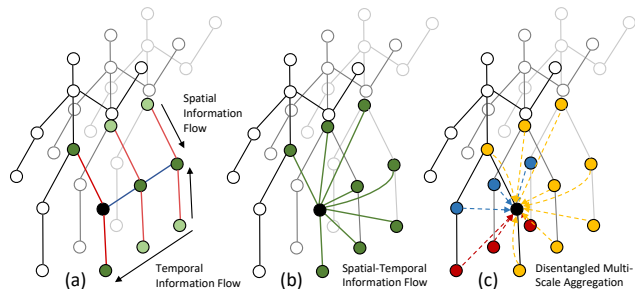 Spatial
Information
Flow
(a)
Temporal
Information Flow
(b)
Spatial-Temporal
Information Flow
(c)
Disentangled Multi-
Scale Aggregation